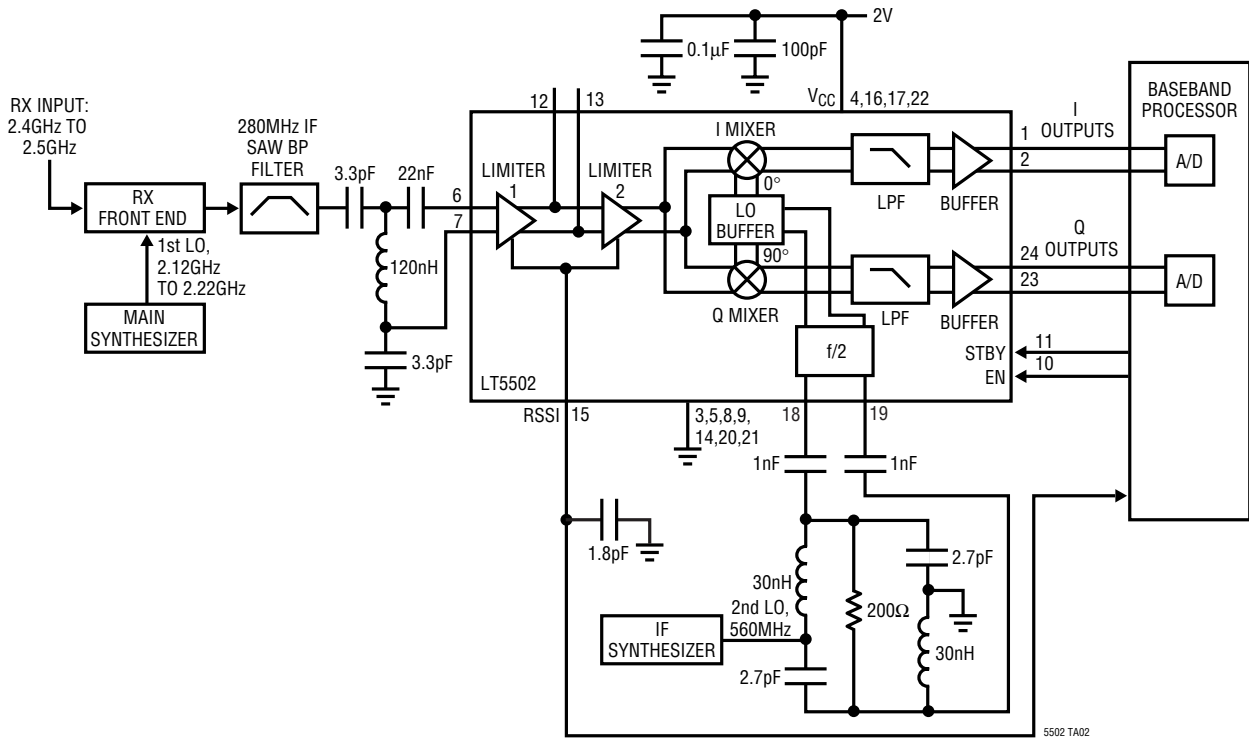 2V
0.1µF
100pF
12
13
VCC
4,16,17,22
RX INPUT:
2.4GHz TO
2.5GHz
280MHz IF
SAW BP
FILTER
3.3pF
22nF
6
7
LIMITER
1
LIMITER
2
I MIXER
0°
LO
BUFFER
90°
Q MIXER
LPF
BUFFER
LPF
BUFFER
1
2
I
OUTPUTS
24
23
Q
OUTPUTS
BASEBAND
PROCESSOR
A/D
A/D
RX
FRONT END
1st LO,
2.12GHz
TO 2.22GHz
MAIN
SYNTHESIZER
120nH
3.3pF
f/2
STBY
11
EN
10
LT5502
RSSI
15
3,5,8,9,
14,20,21
18
19
1nF
1nF
1.8pF
30nH
2nd LO,
560MHz
IF
SYNTHESIZER
2.7pF
200Ω
2.7pF
30nH
5502 TA02